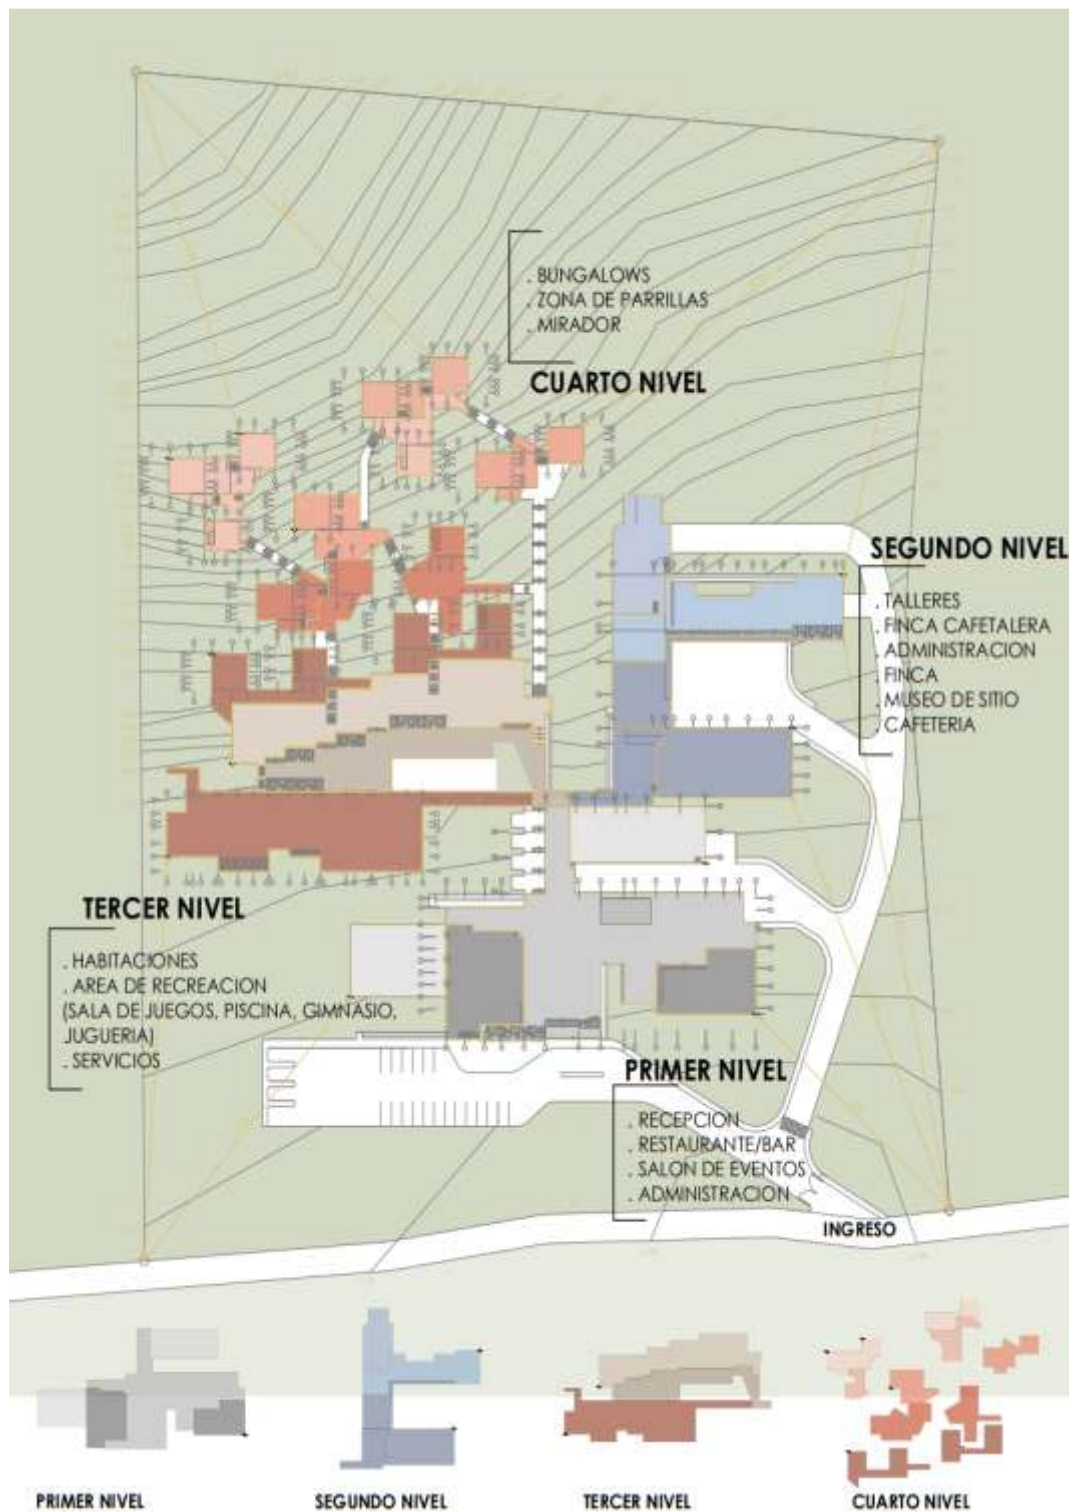 . BUNGALOWS
. ZONA DE PARRILLAS
. MIRADOR
CUARTO NIVEL
SEGUNDO NIVEL
. TALLERES
. FINCA CAFETALERA
. ADMINISTRACION
. FINCA
. MUSEO DE SITIO
. CAFETERIA
TERCER NIVEL
. HABITACIONES
. AREA DE RECREACION
(SALA DE JUEGOS, PISCINA, GIMNASIO,
JUGUERIA)
. SERVICIOS
PRIMER NIVEL
. RECEPCION
. RESTAURANTE/BAR
. SALON DE EVENTOS
. ADMINISTRACION
INGRESO
PRIMER NIVEL
SEGUNDO NIVEL
TERCER NIVEL
CUARTO NIVEL